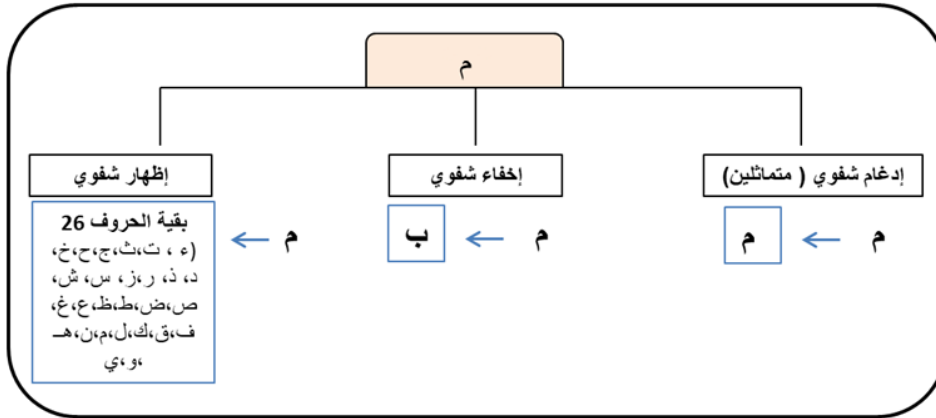 م
إدغام شفوي ( متماثلين)
م
م
إخفاء شفوي
م
ب
إظهار شفوي
م
بقية الحروف 26
(ء ، ت،ث،ج،ح،خ،
د، ذ، ر،ز، س، ش،
ص،ض،ط،ظ،ع،غ،
ف،ق،ك،ل،م،ن،هـ
،و،ي